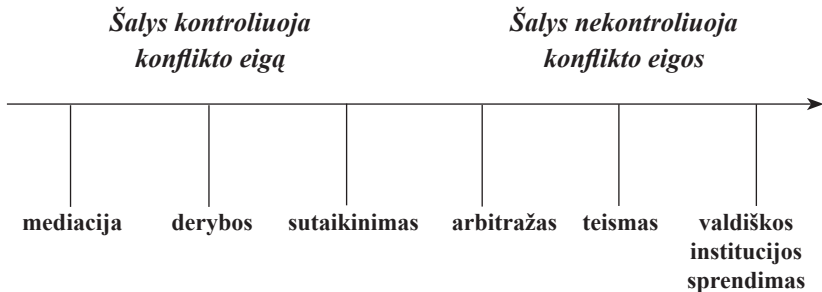 Šalys kontroliuoja
konflikto eigą
Šalys nekontroliuoja
konflikto eigos
mediacija
derybos
sutaikinimas
arbitražas
teismas
valdiškos
institucijos
sprendimas